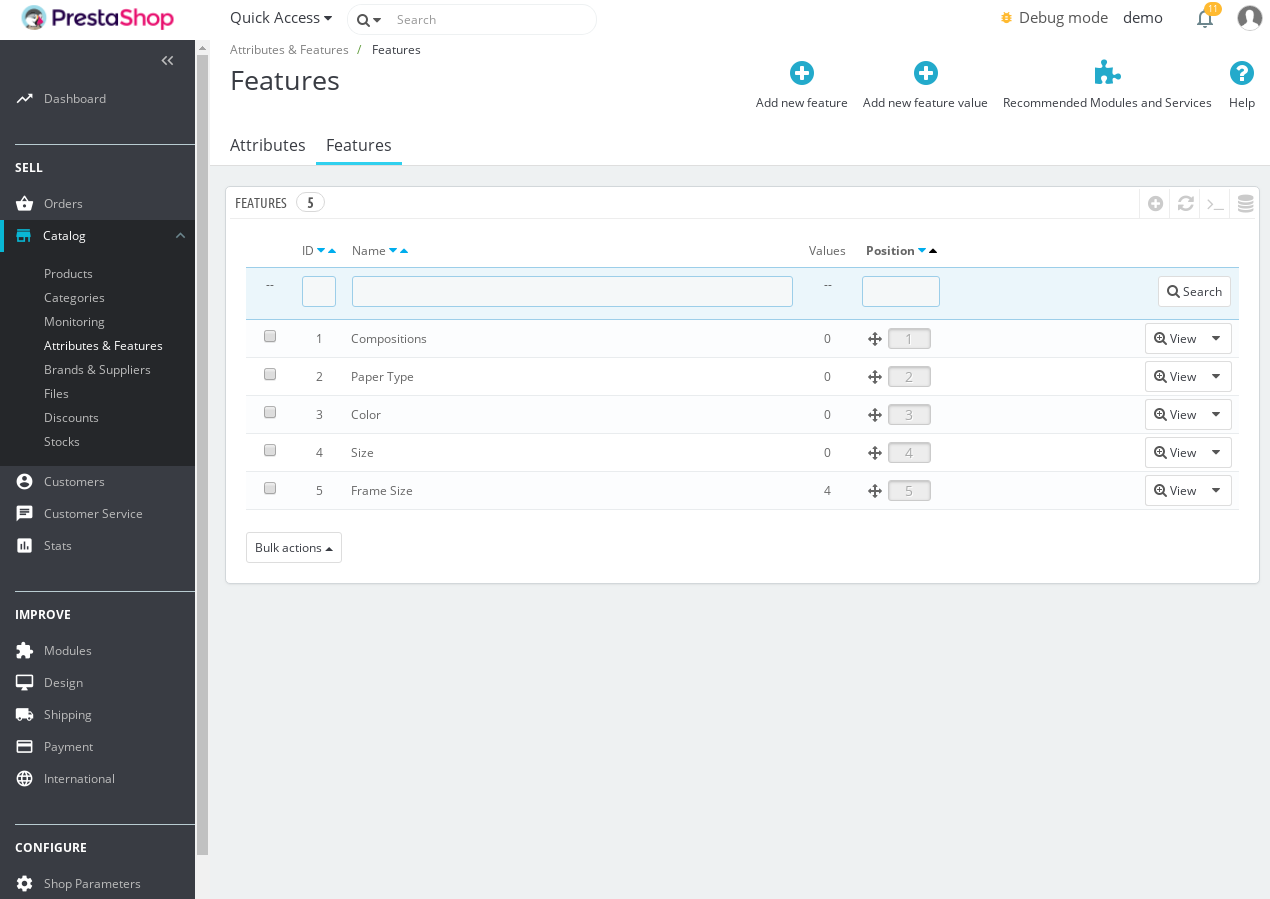 PrestaShop
Quick Access
Search
Debug mode
demo
11
Dashboard
SELL
Orders
Catalog
Products
Categories
Monitoring
Attributes & Features
Brands & Suppliers
Files
Discounts
Stocks
Customers
Customer Service
Stats
IMPROVE
Modules
Design
Shipping
Payment
International
CONFIGURE
Shop Parameters
Attributes & Features / Features
Features
Add new feature
Add new feature value
Recommended Modules and Services
Help
Attributes
Features
FEATURES 5
ID Name Values Position
-- -- Search
1 Compositions 0 1 View
2 Paper Type 0 2 View
3 Color 0 3 View
4 Size 0 4 View
5 Frame Size 4 5 View
Bulk actions